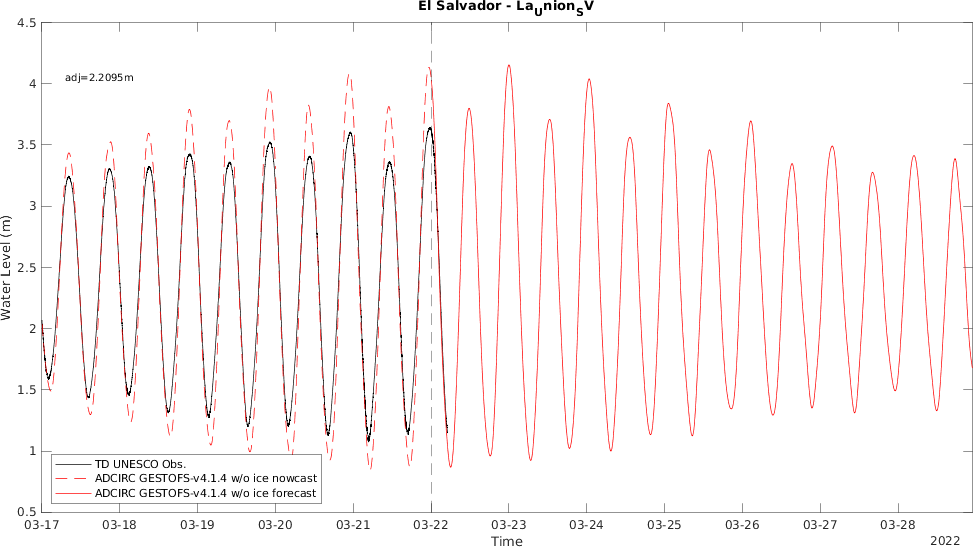 El Salvador - LaUnionSV
4.5
4
3.5
3
2.5
2
1.5
1
0.5
Water Level (m)
adj=2.2095m
TD UNESCO Obs.
ADCIRC GESTOFS-v4.1.4 w/o ice nowcast
ADCIRC GESTOFS-v4.1.4 w/o ice forecast
03-17 03-18 03-19 03-20 03-21 03-22 03-23 03-24 03-25 03-26 03-27 03-28
Time
2022